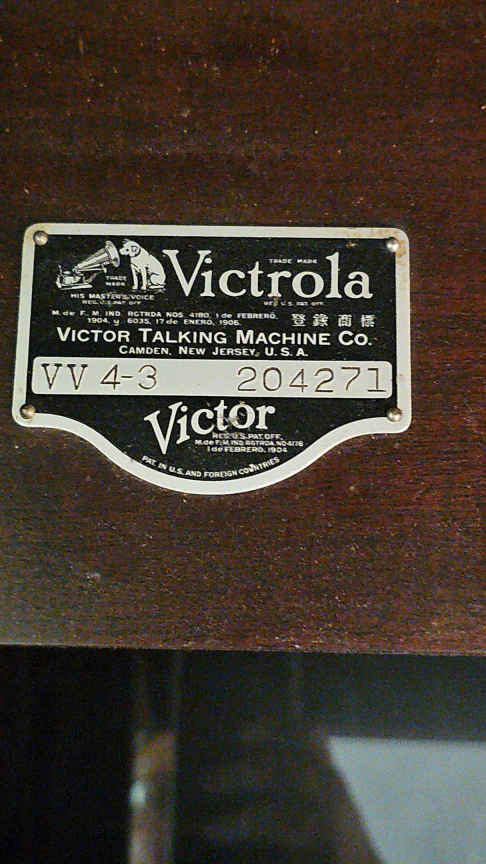 TRADE MARK
Victrola
TRADE
MARK
HIS MASTER'S VOICE
REG. U.S. PAT. OFF.
REG. U.S. PAT. OFF.
M. de F. M. IND. RGTRDA NOS. 4180, 1 de FEBRERO,
1904, y 6035, 17 de ENERO, 1906.
登録商標
VICTOR TALKING MACHINE CO.
CAMDEN, NEW JERSEY, U. S. A.
VV 4-3 204271
Victor
REG. U.S. PAT. OFF.
M. de F. M. IND. RGTRDA. NO 4178
1 de FEBRERO, 1904
PAT. IN U.S. AND FOREIGN COUNTRIES